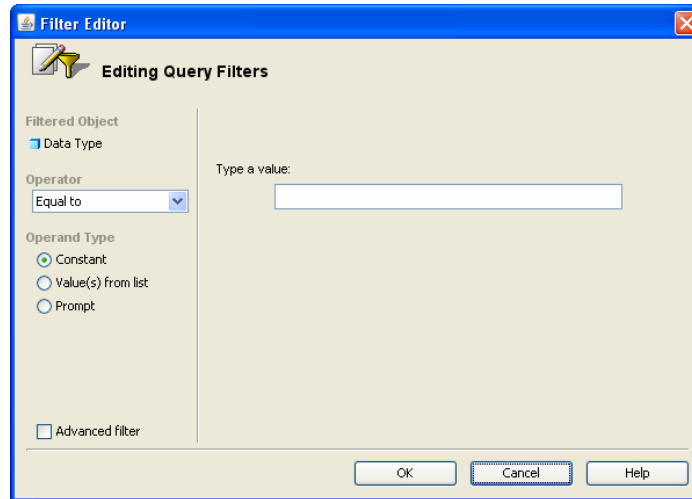 Filter Editor
Editing Query Filters
Filtered Object
Data Type
Operator
Equal to
Operand Type
Constant
Value(s) from list
Prompt
Advanced filter
Type a value:
OK Cancel Help